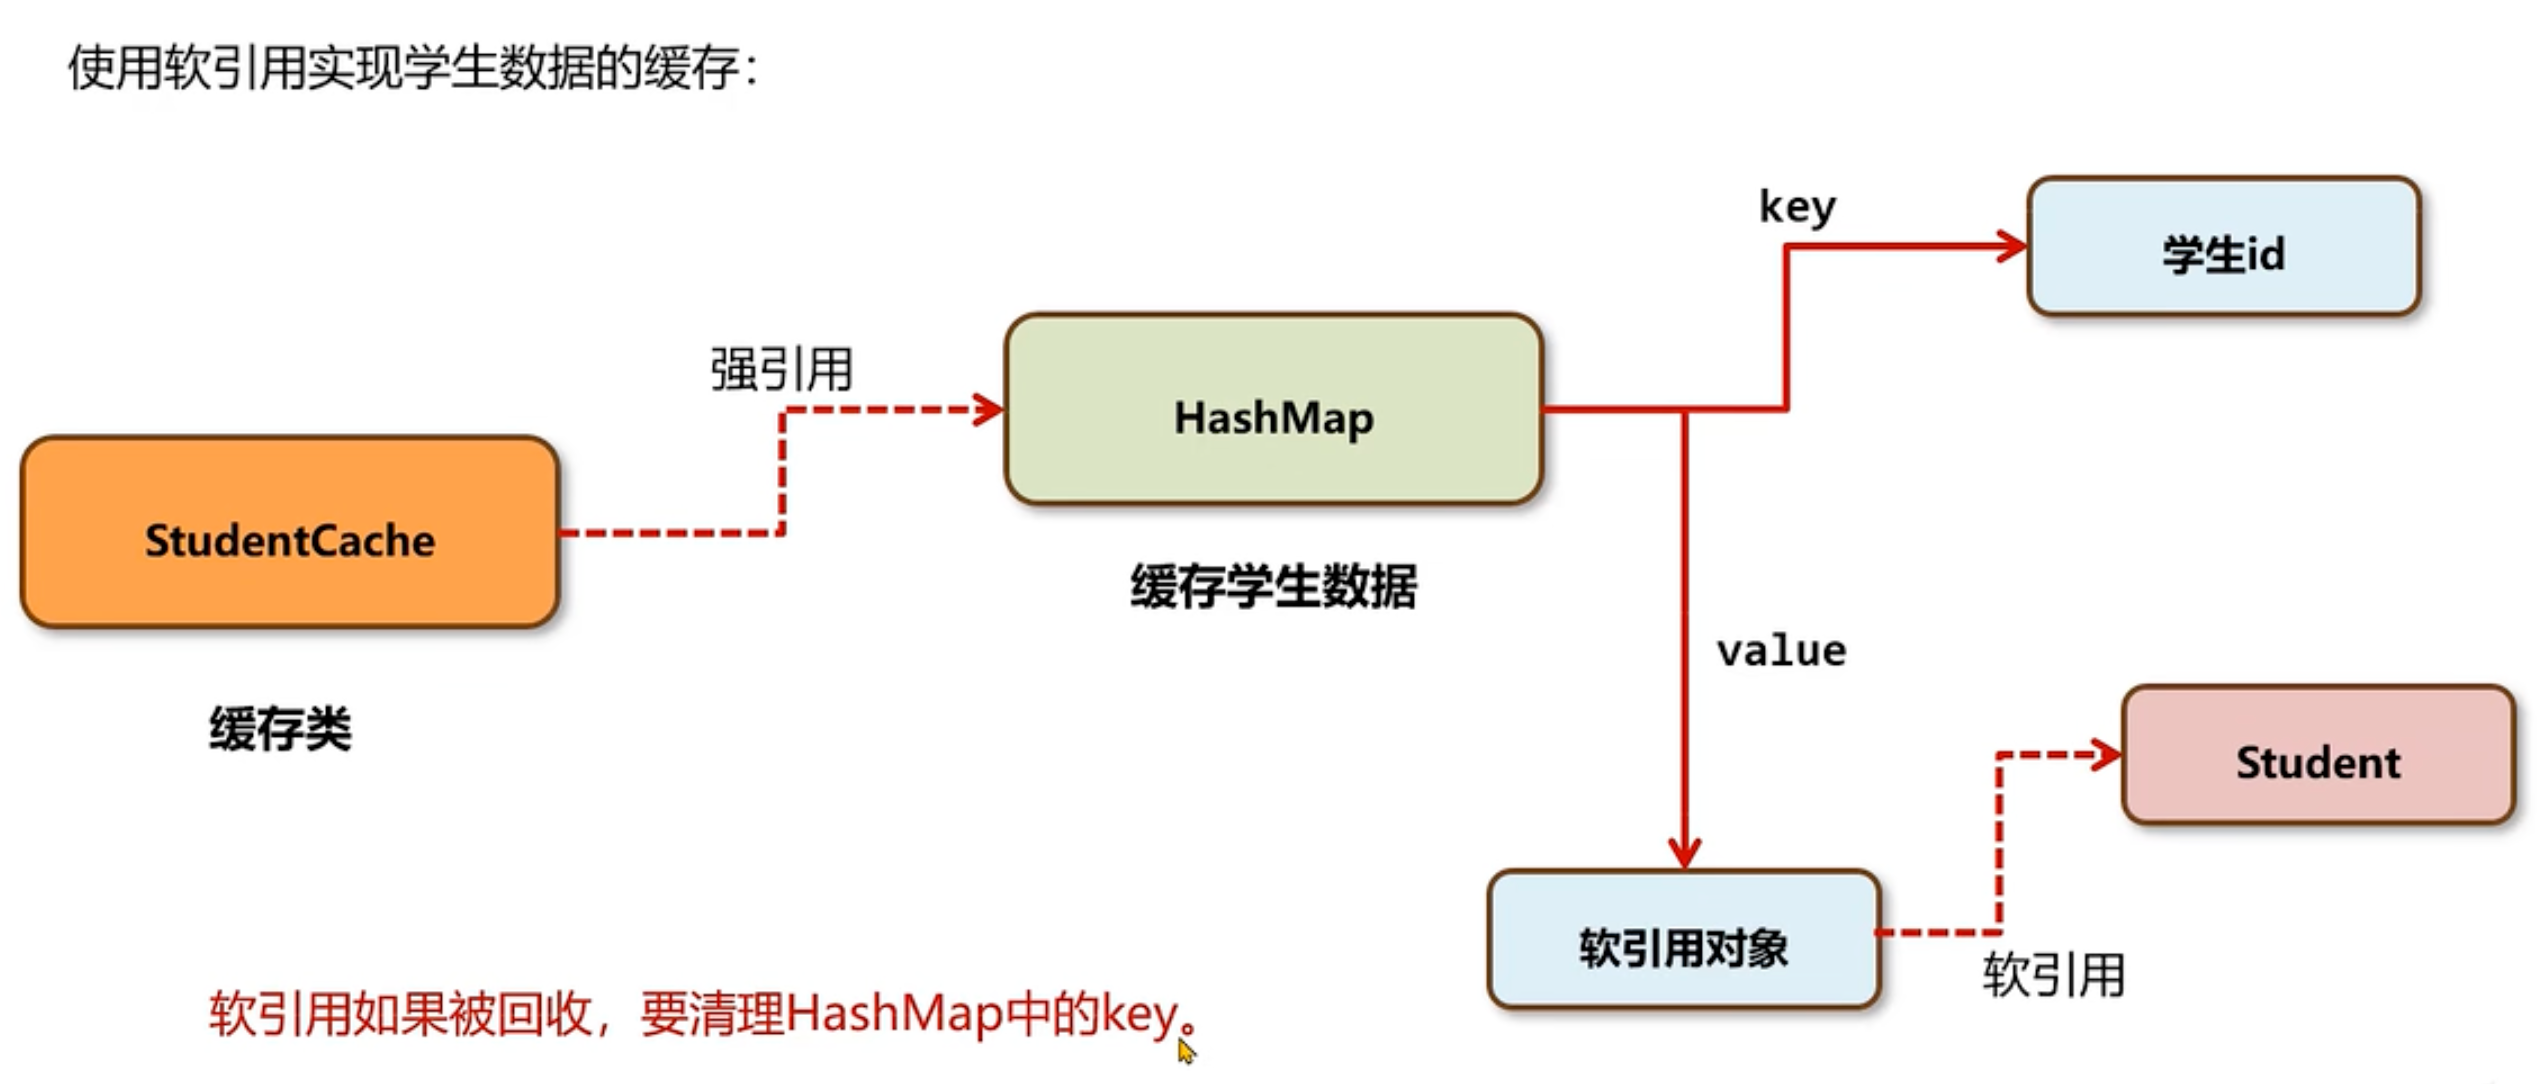 使用软引用实现学生数据的缓存：
key
学生id
强引用
HashMap
StudentCache
缓存学生数据
value
缓存类
Student
软引用对象
软引用
软引用如果被回收，要清理HashMap中的key。